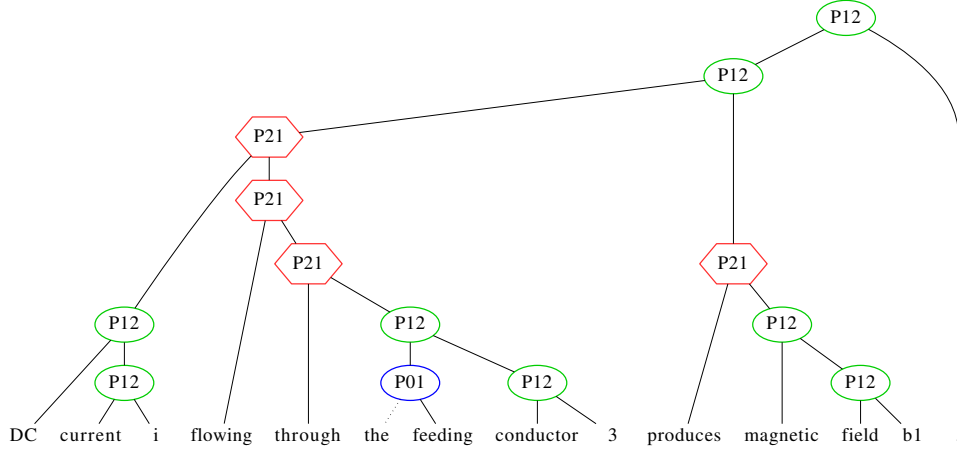 P12
P12
P21
P21
P21 P21
P12 P12 P12
P12 P01 P12 P12
DC current i flowing through the feeding conductor 3 produces magnetic field b1 .